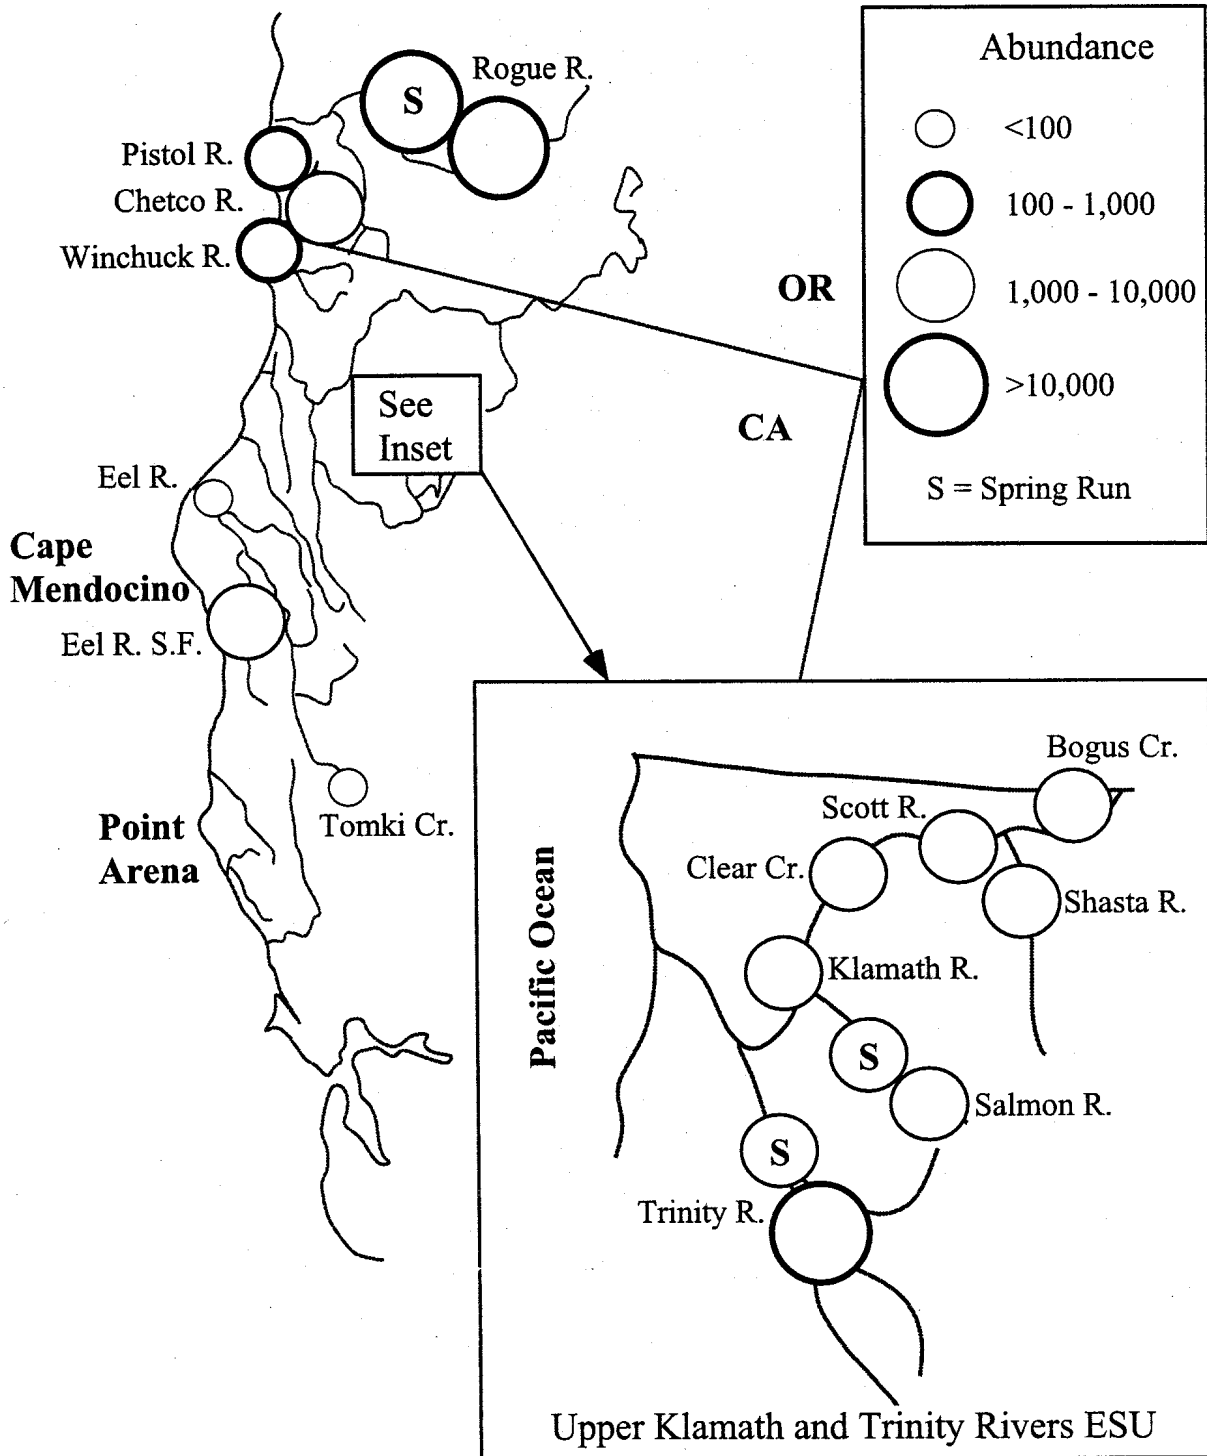 Rogue R.
S
Pistol R.
Chetco R.
Winchuck R.
OR
CA
See
Inset
Eel R.
Cape
Mendocino
Eel R. S.F.
Point
Arena
Tomki Cr.
Abundance
<100
100 - 1,000
1,000 - 10,000
>10,000
S = Spring Run
Bogus Cr.
Scott R.
Clear Cr.
Shasta R.
Klamath R.
Pacific Ocean
S
Salmon R.
S
Trinity R.
Upper Klamath and Trinity Rivers ESU